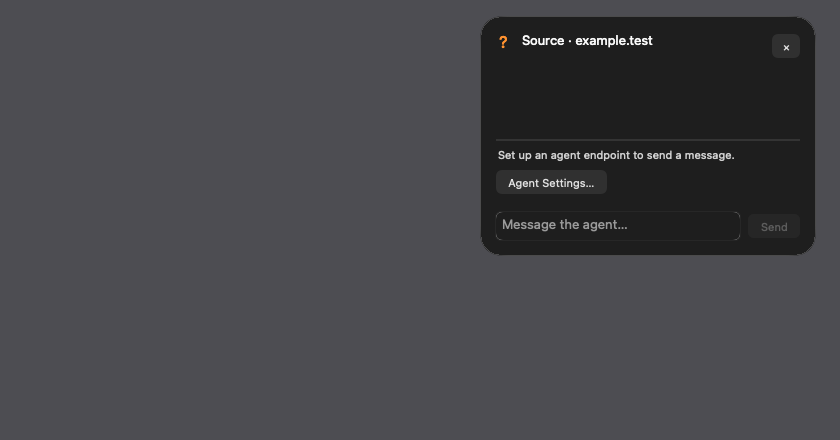 ? Source · example.test ×
Set up an agent endpoint to send a message.
Agent Settings...
Message the agent... Send